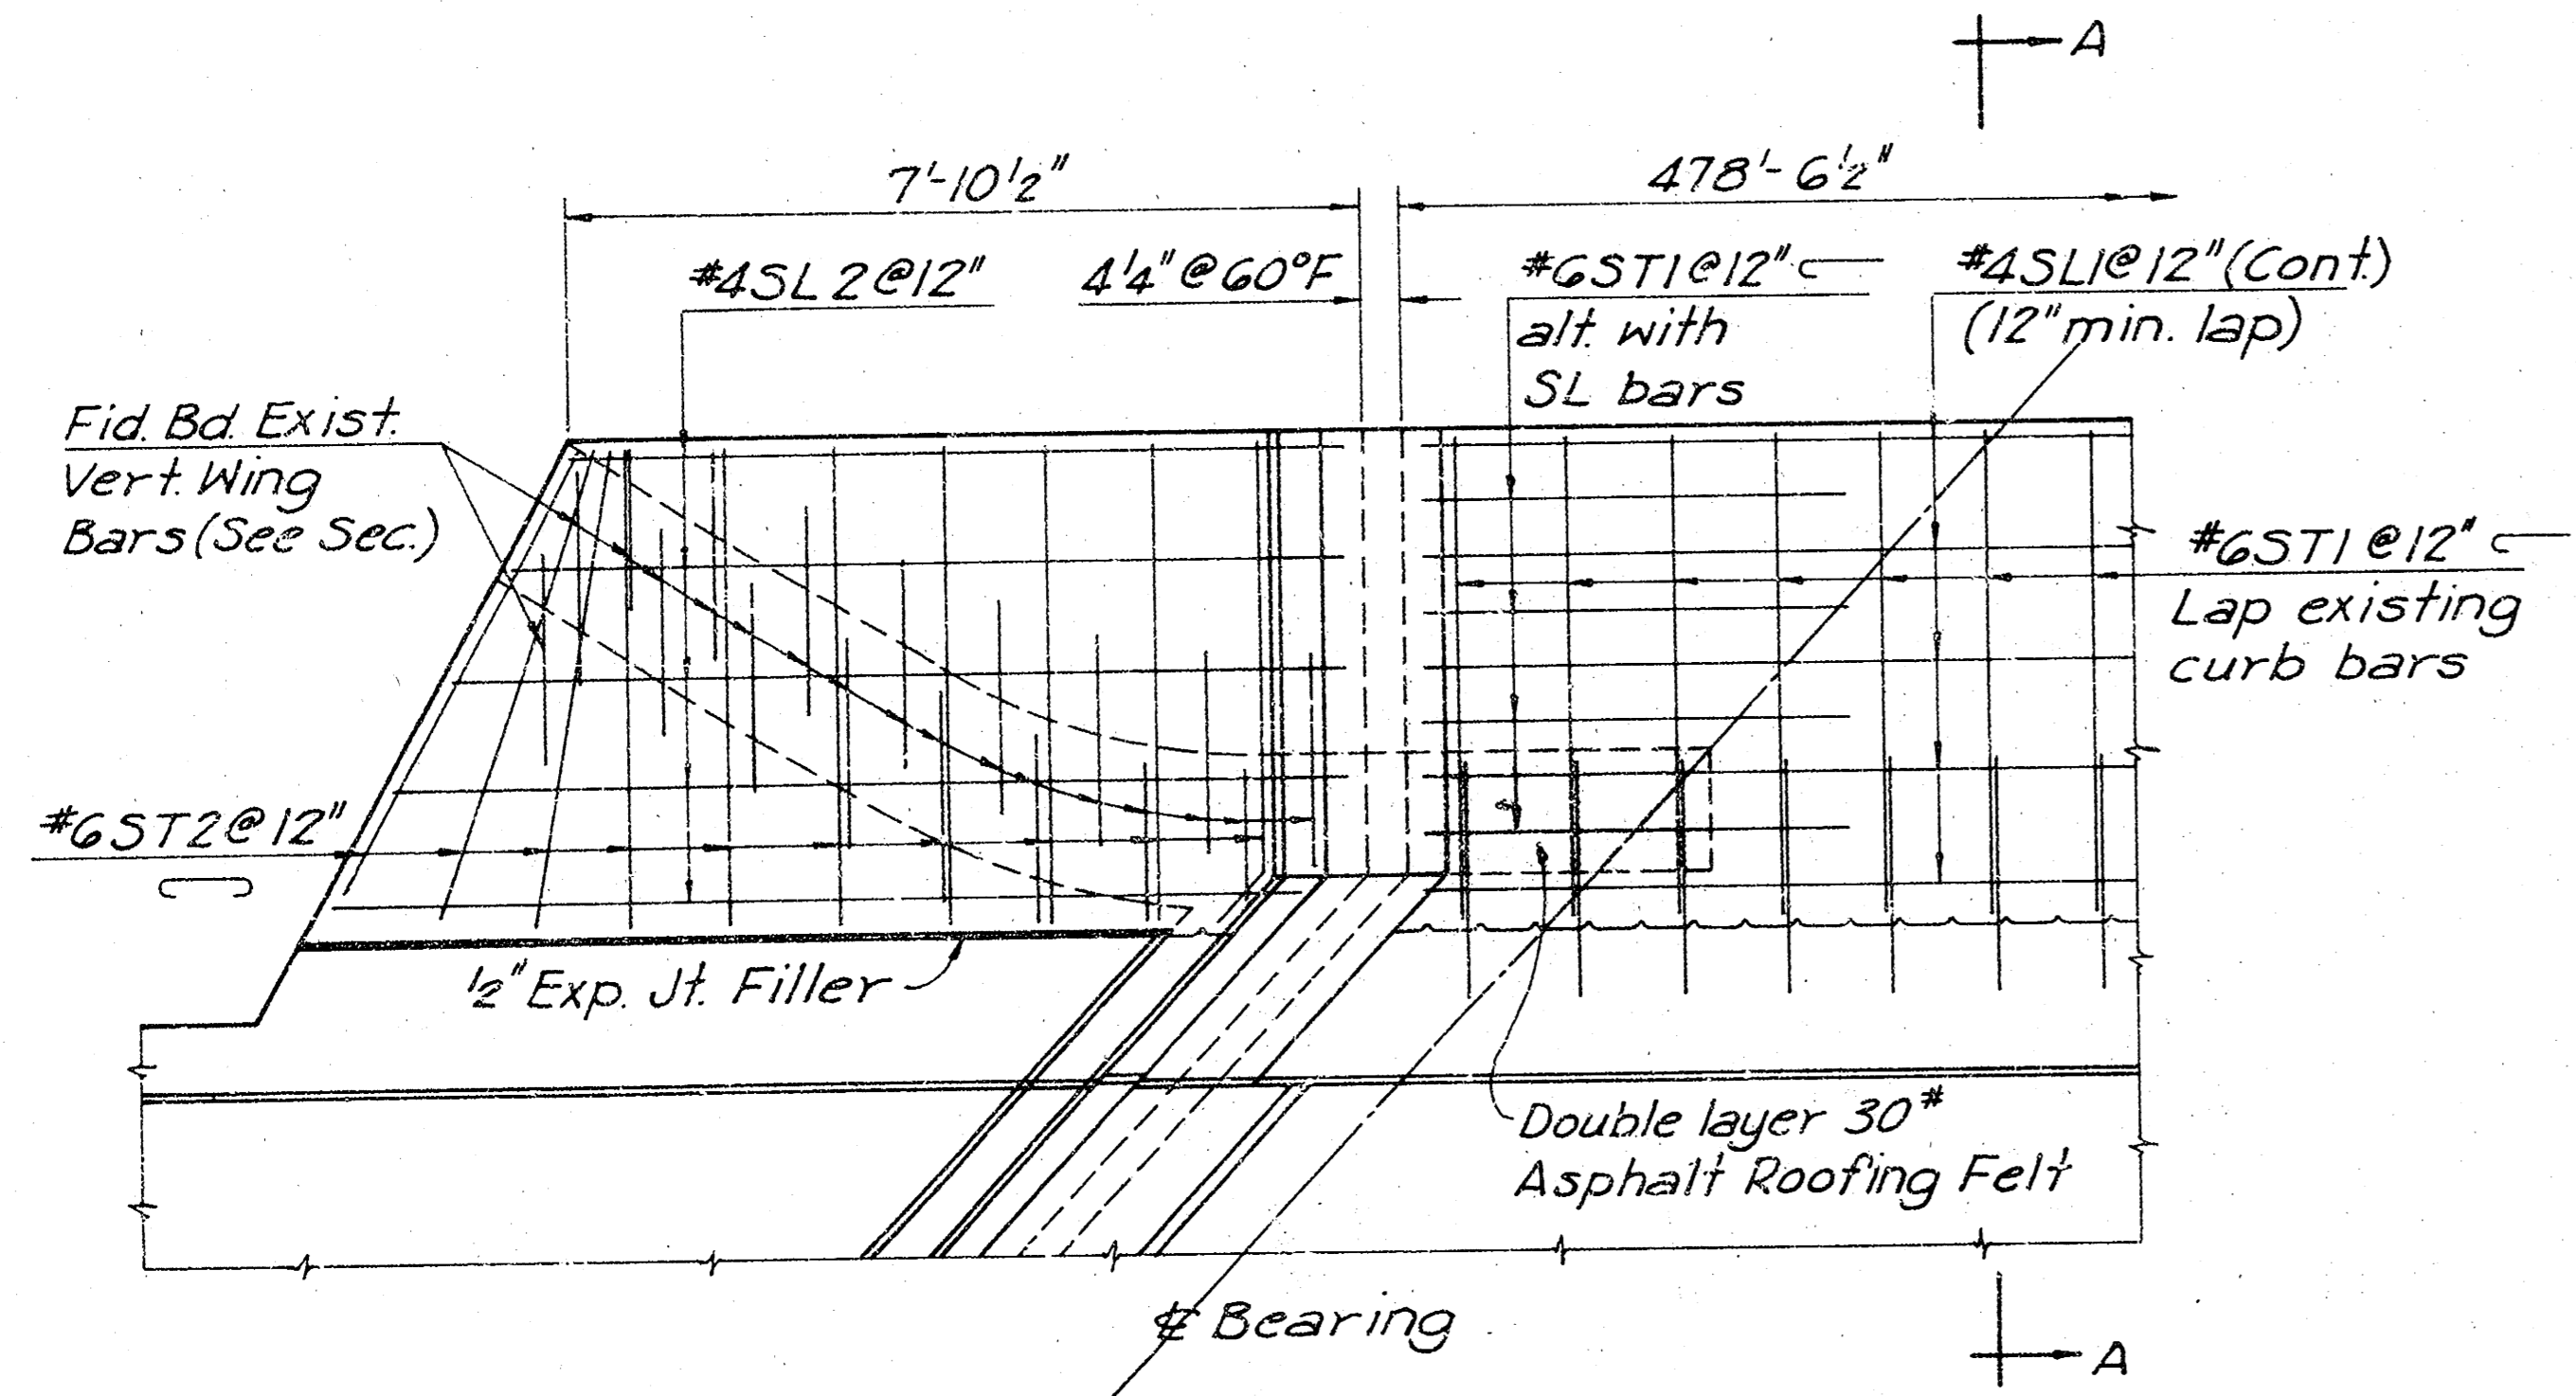 A
7'-10½"
478'-6½"
#4SL2@12"
4¼"@60°F
#6ST1@12"
alt. with
SL bars
#4SL1@12"(Cont.)
(12"min. lap)
Fid. Bd. Exist.
Vert. Wing
Bars(See Sec.)
#6ST1@12"
Lap existing
curb bars
#6ST2@12"
½"Exp. Jt. Filler
Double layer 30#
Asphalt Roofing Felt
℄ Bearing
A